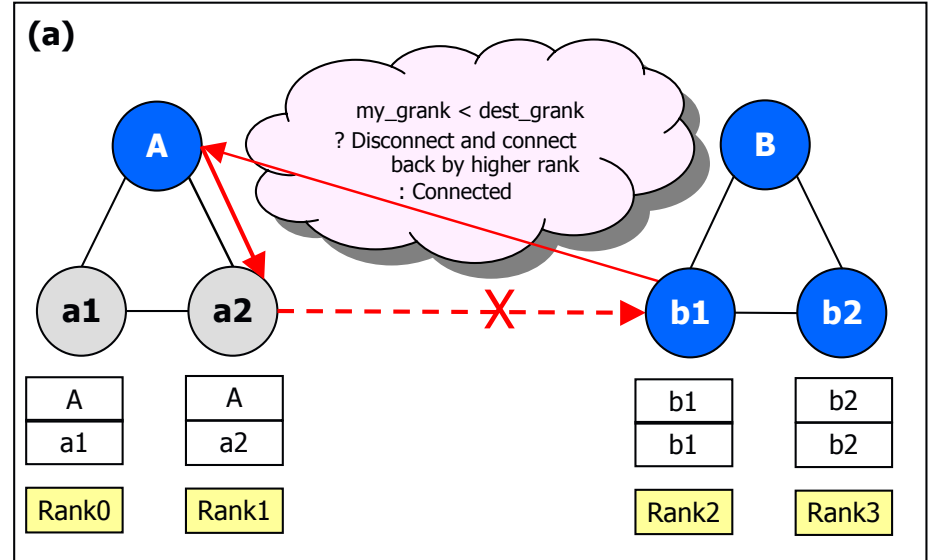 (a)
my_grank < dest_grank
? Disconnect and connect
back by higher rank
: Connected
A
B
a1
a2
X
b1
b2
A
A
b1
b2
a1
a2
b1
b2
Rank0
Rank1
Rank2
Rank3